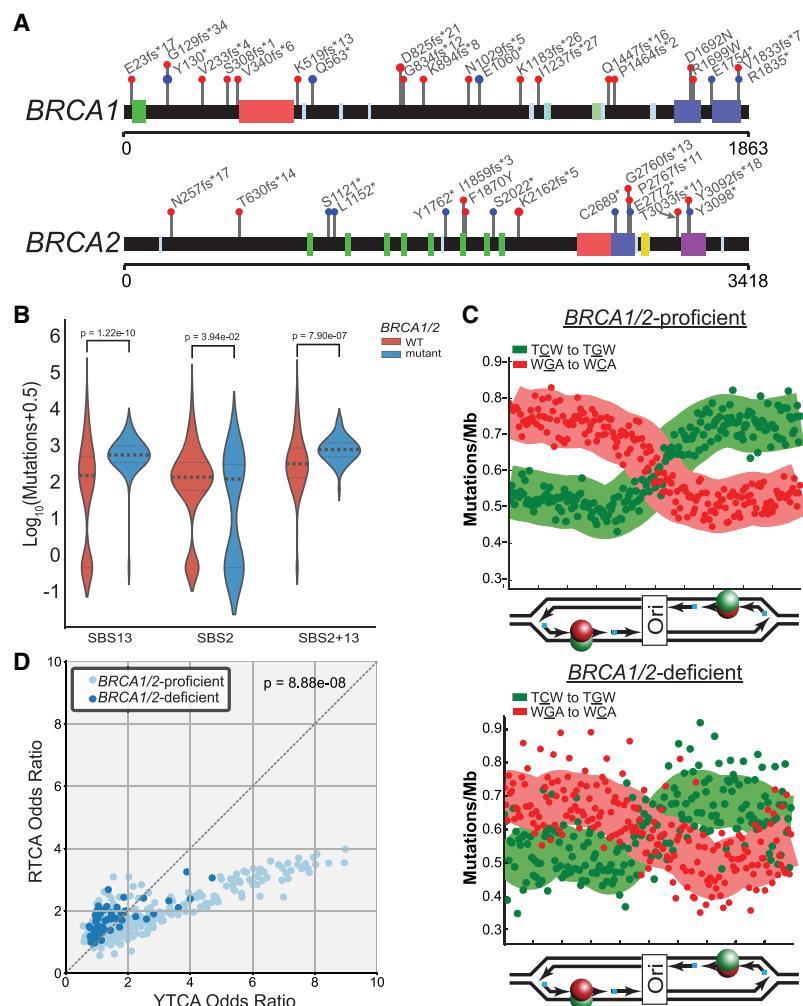 A
E23fs*17
G129fs*34
Y130*
V233fs*4
S308fs*1
V340fs*6
K519fs*13
Q563*
D825fs*21
G834fs*12
K894fs*8
N1029fs*5
E1060*
K1183fs*26
I1237fs*27
Q1447fs*16
P1464fs*2
D1692N
R1699W
E1754*
V1833fs*7
R1835*
BRCA1
0 1863
N257fs*17
T630fs*14
S1121*
L1152*
Y1762*
I1859fs*3
F1870Y
S2022*
K2162fs*5
C2689*
G2760fs*13
P2767fs*11
E2772*
T3033fs*11
Y3092fs*18
Y3098*
BRCA2
0 3418
B
BRCA1/2
WT
mutant
p = 1.22e-10
p = 3.94e-02
p = 7.90e-07
Log10(Mutations+0.5)
6
5
4
3
2
1
0
-1
SBS13 SBS2 SBS2+13
C
BRCA1/2-proficient
TCW to TGW
WGA to WCA
Mutations/Mb
0.9
0.8
0.7
0.6
0.5
0.4
0.3
Ori
BRCA1/2-deficient
TCW to TGW
WGA to WCA
Mutations/Mb
0.9
0.8
0.7
0.6
0.5
0.4
0.3
Ori
D
BRCA1/2-proficient
BRCA1/2-deficient
p = 8.88e-08
RTCA Odds Ratio
10
8
6
4
2
0
0 2 4 6 8 10
YTCA Odds Ratio